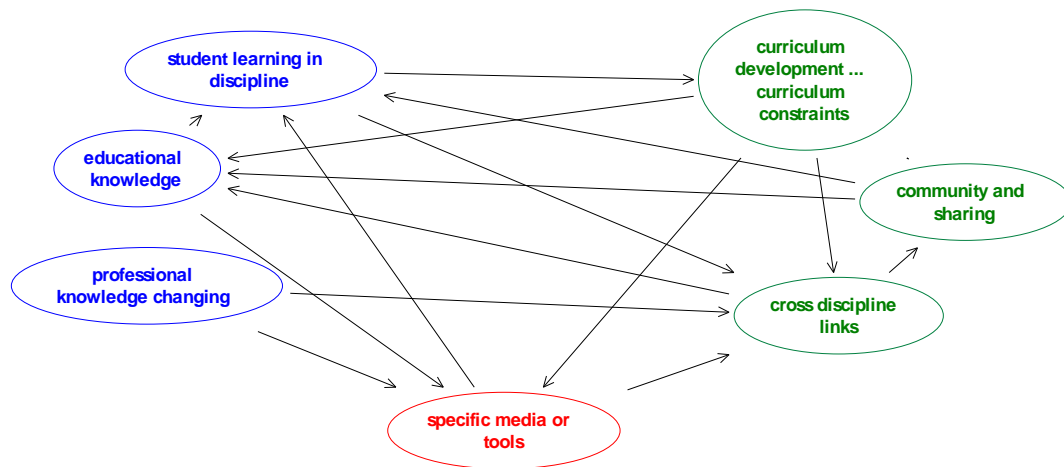 student learning in
discipline
curriculum
development ...
curriculum
constraints
educational
knowledge
community and
sharing
professional
knowledge changing
cross discipline
links
specific media or
tools